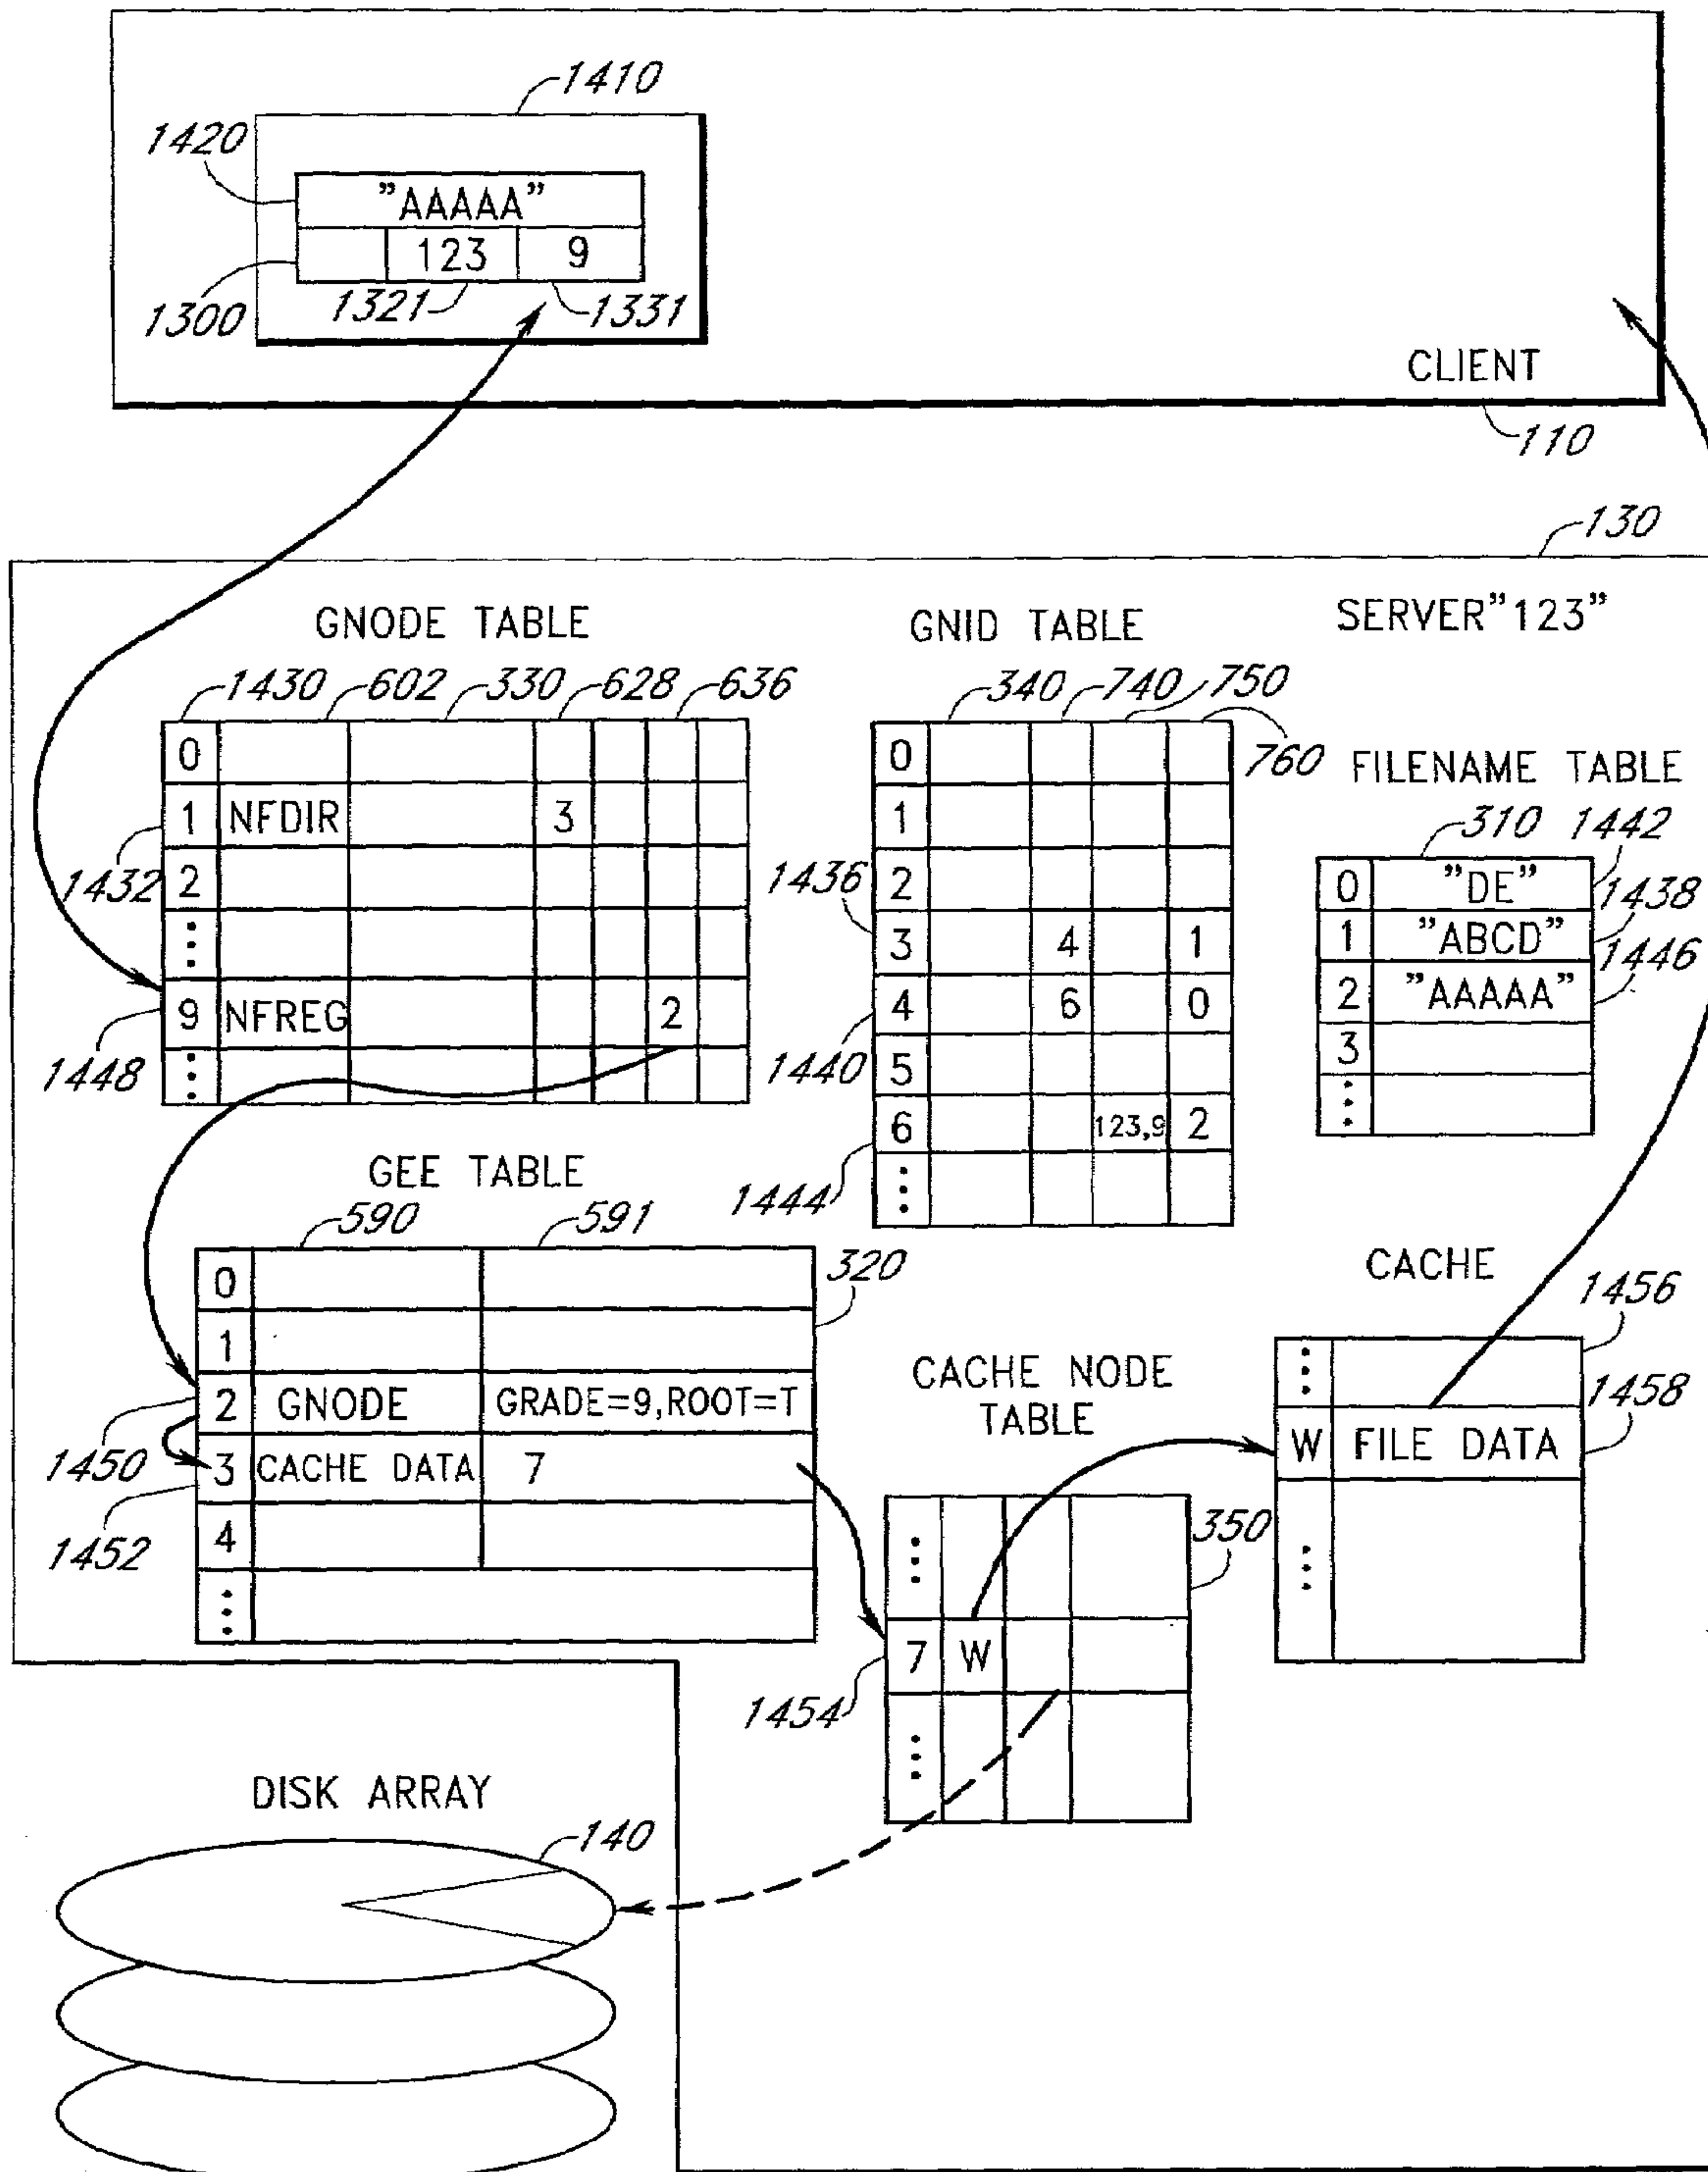 1410
1420
"AAAAA"
123 9
1300
1321
1331
CLIENT
110
130
GNODE TABLE
GNID TABLE
SERVER"123"
1430 602 330 628 636
340 740 750
760
0
1 NFDIR 3
2
⋮
9 NFREG 2
⋮
1432
1448
0
1
2
3 4 1
4 6 0
5
6 123,9 2
⋮
1436
1440
1444
FILENAME TABLE
310 1442
0 "DE"
1438
1 "ABCD"
1446
2 "AAAAA"
3
⋮
GEE TABLE
590 591
320
0
1
2 GNODE GRADE=9,ROOT=T
3 CACHE DATA 7
4
⋮
1450
1452
CACHE NODE
TABLE
350
⋮
7 W
⋮
1454
CACHE
1456
1458
⋮
W FILE DATA
⋮
DISK ARRAY
140